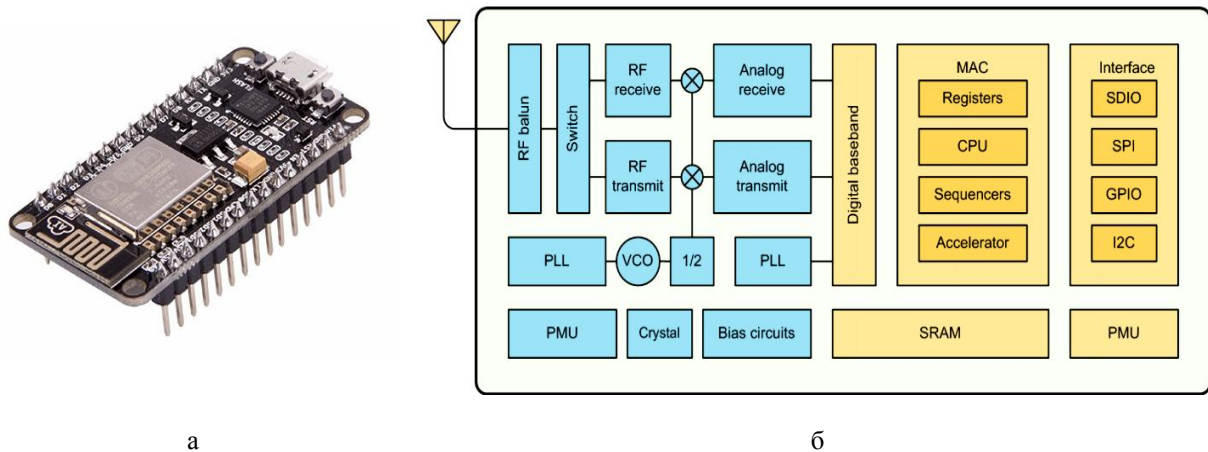 FLASH
RF balun
Switch
RF
receive
Analog
receive
RF
transmit
Analog
transmit
Digital baseband
MAC
Registers
CPU
Sequencers
Accelerator
Interface
SDIO
SPI
GPIO
I2C
PLL
VCO
1/2
PLL
PMU
Crystal
Bias circuits
SRAM
PMU
а
б